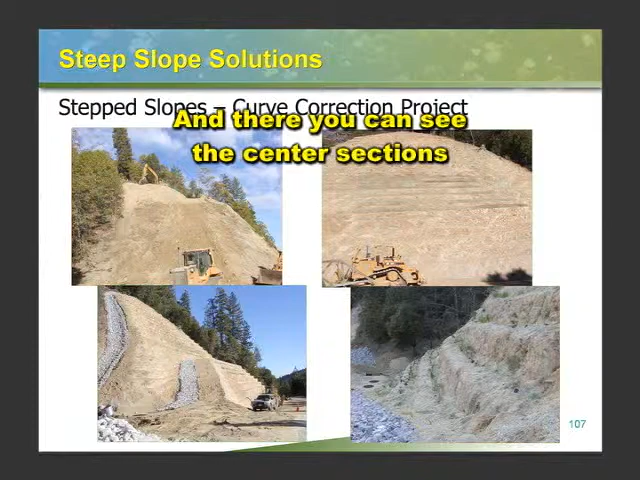 Steep Slope Solutions
Stepped Slopes – Curve Correction Project
And there you can see
the center sections
107